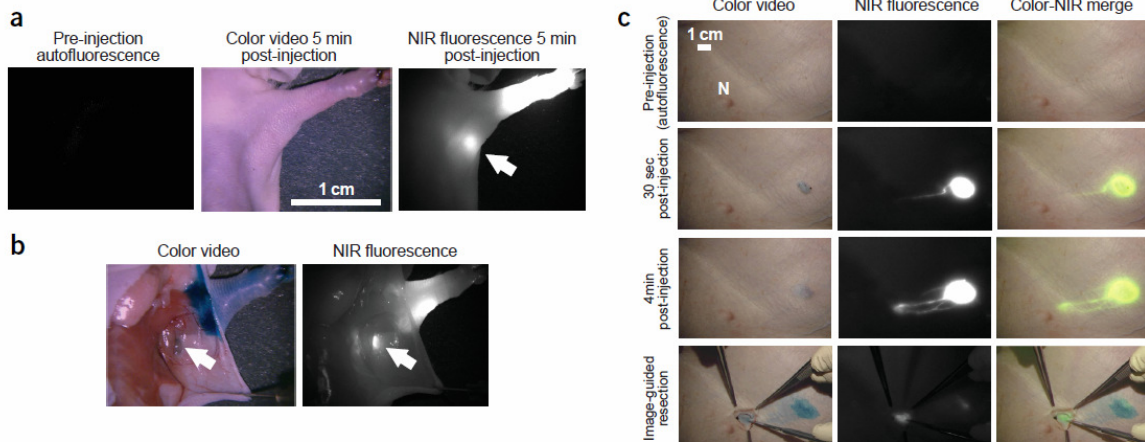 a
Pre-injection
autofluorescence
Color video 5 min
post-injection
NIR fluorescence 5 min
post-injection
1 cm
b
Color video
NIR fluorescence
c
Color video
NIR fluorescence
Color-NIR merge
Pre-injection
(autofluorescence)
1 cm
N
30 sec
post-injection
4 min
post-injection
Image-guided
resection